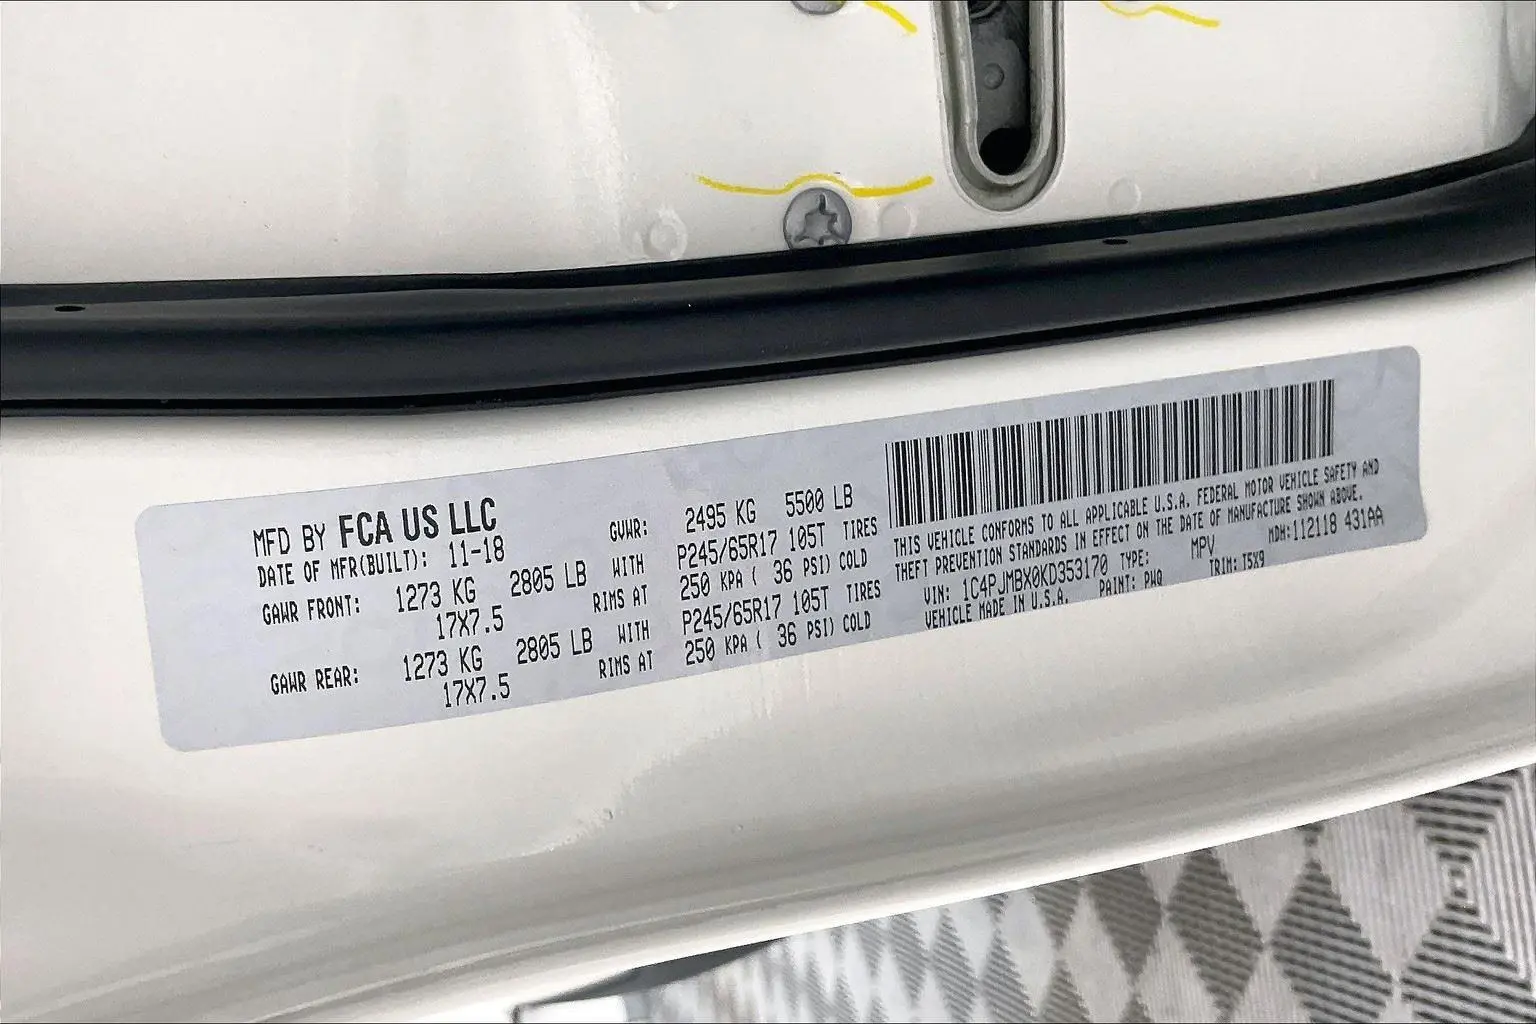 MFD BY FCA US LLC
DATE OF MFR(BUILT): 11-18
GVWR: 2495 KG 5500 LB
GAWR FRONT: 1273 KG 2805 LB WITH P245/65R17 105T TIRES
17X7.5 RIMS AT 250 KPA ( 36 PSI) COLD
GAWR REAR: 1273 KG 2805 LB WITH P245/65R17 105T TIRES
17X7.5 RIMS AT 250 KPA ( 36 PSI) COLD
THIS VEHICLE CONFORMS TO ALL APPLICABLE U.S.A. FEDERAL MOTOR VEHICLE SAFETY AND
THEFT PREVENTION STANDARDS IN EFFECT ON THE DATE OF MANUFACTURE SHOWN ABOVE.
VIN: 1C4PJMBX0KD353170 TYPE: MPV MDH:112118 431AA
VEHICLE MADE IN U.S.A. PAINT: PWQ TRIM: T5X9